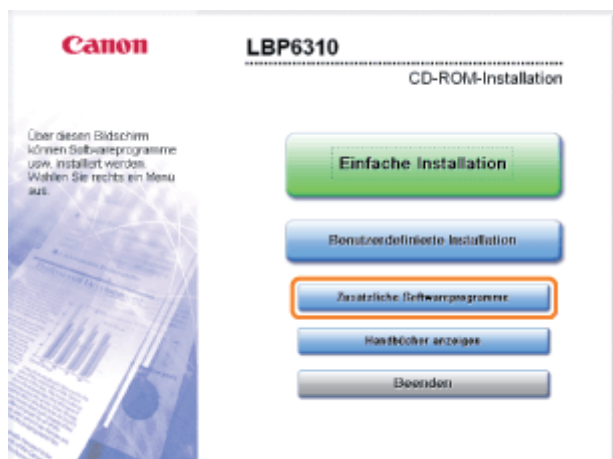 Canon
LBP6310
CD-ROM-Installation
Über diesen Bildschirm
können Softwareprogramme
usw. installiert werden.
Wählen Sie rechts ein Menü
aus.
Einfache Installation
Benutzerdefinierte Installation
Zusätzliche Softwareprogramme
Handbücher anzeigen
Beenden